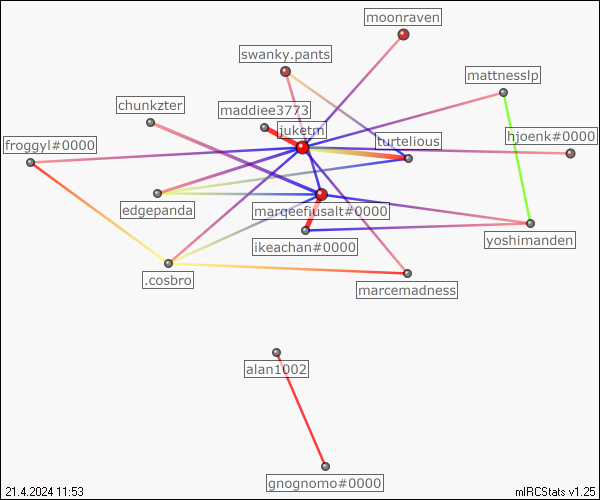 moonraven
swanky.pants
mattnesslp
chunkzter
maddiee3773
juketm
turtelious
hjoenk#0000
froggyl#0000
edgepanda
marqeefiusalt#0000
yoshimanden
ikeachan#0000
.cosbro
marcemadness
alan1002
gnognomo#0000
21.4.2024 11:53
mIRCStats v1.25